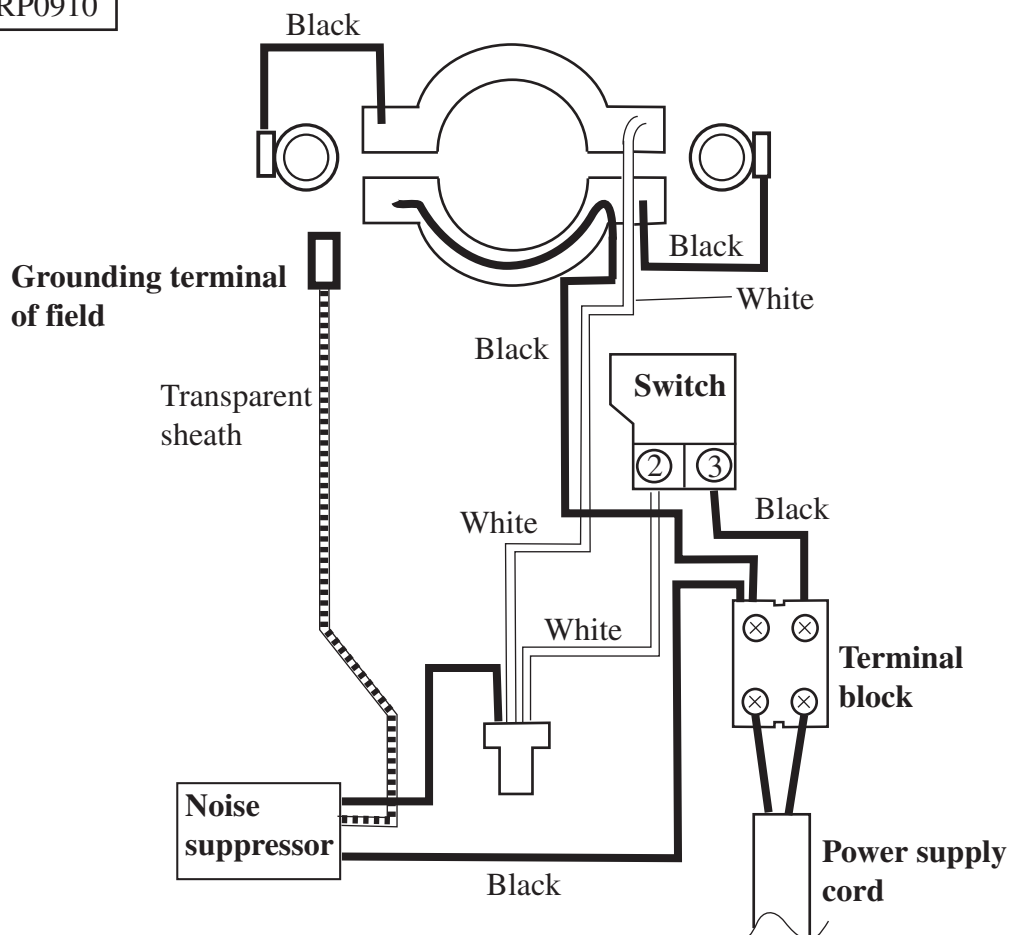 RP0910
Black
Black
Grounding terminal
of field
White
Black
Switch
Transparent
sheath
2
3
Black
White
White
Terminal
block
Noise
suppressor
Power supply
cord
Black